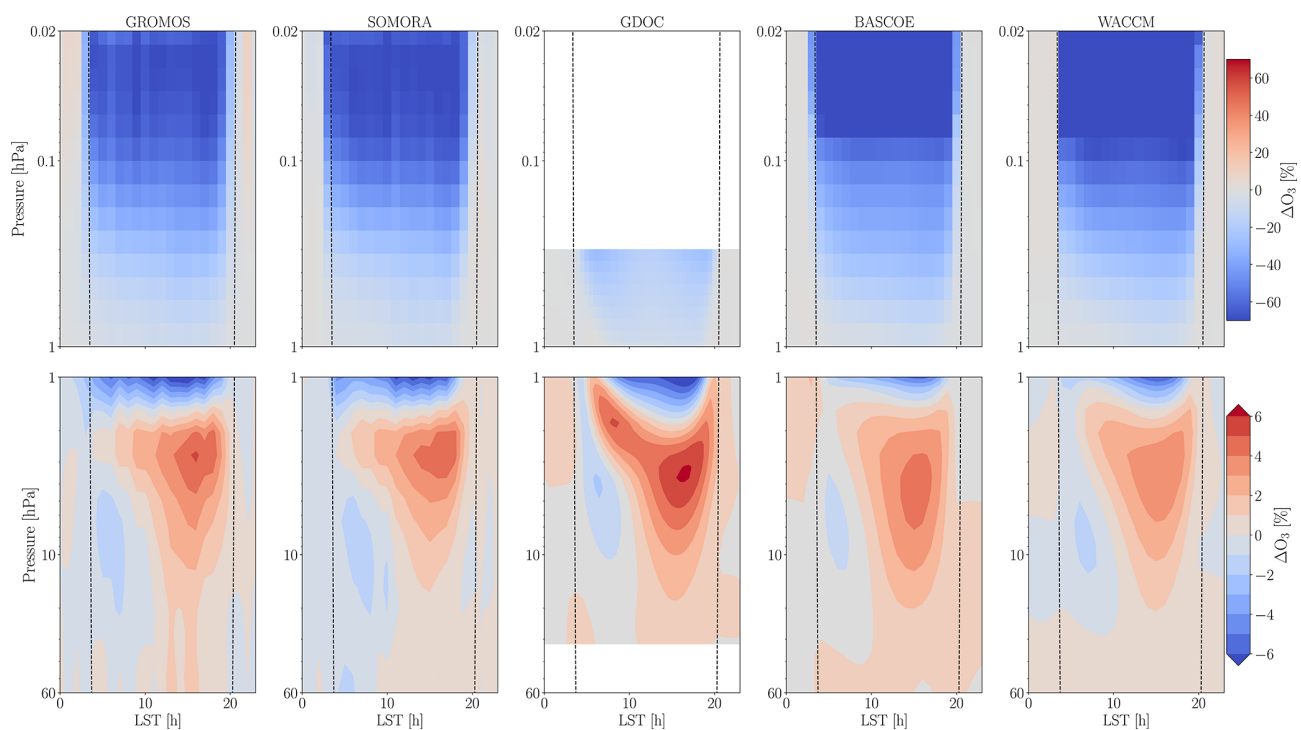 GROMOS SOMORA GDOC BASCOE WACCM
0.02 0.02 0.02 0.02 0.02
60
40
20
0.1 0.1 0.1 0.1 0.1
0
−20
−40
−60
Pressure [hPa] ΔO₃ [%]
1 1 1 1 1
1 1 1 1 1
6
4
2
0
−2
−4
−6
10 10 10 10 10
Pressure [hPa] ΔO₃ [%]
60 60 60 60 60
0 10 20 0 10 20 0 10 20 0 10 20 0 10 20
LST [h] LST [h] LST [h] LST [h] LST [h]